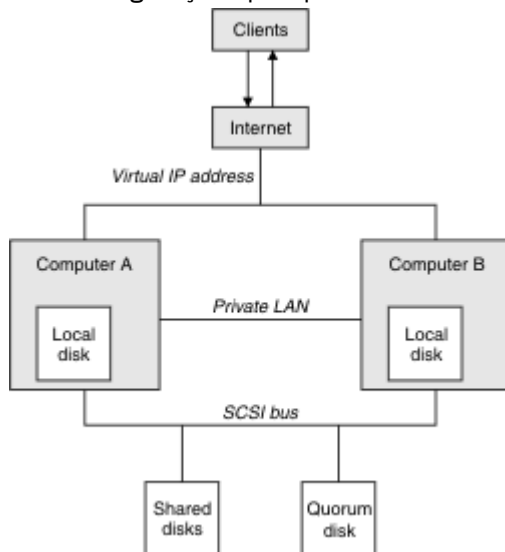 Clients
Internet
Virtual IP address
Computer A
Computer B
Private LAN
Local
disk
Local
disk
SCSI bus
Shared
disks
Quorum
disk